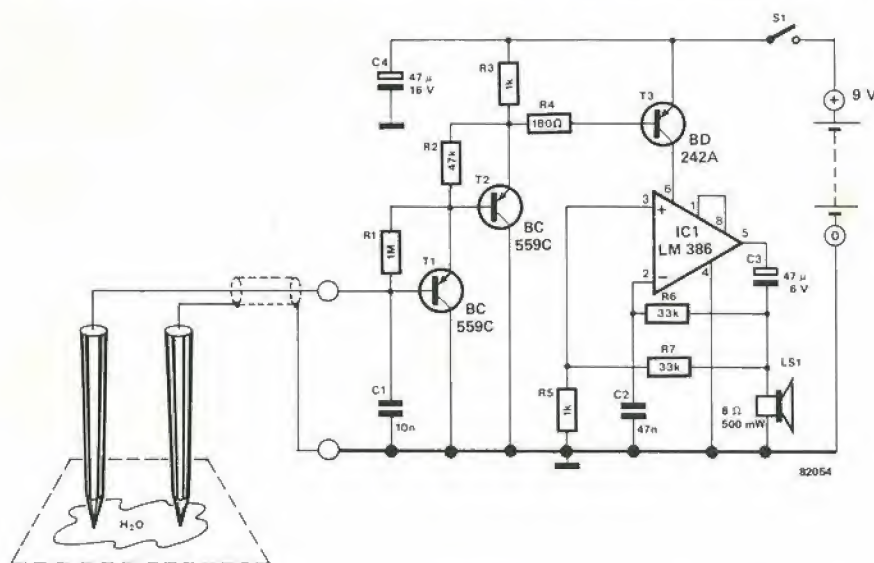 S1
C4
47 µ
16 V
R3
1k
R4
180Ω
T3
BD
242A
9 V
+
R2
47k
T2
BC
559C
R1
1M
T1
BC
559C
3
+
6
1
8
IC1
LM 386
5
2
−
4
C3
47 µ
6 V
0
R6
33k
R7
33k
LS1
8 Ω
500 mW
C1
10n
R5
1k
C2
47n
82054
H₂O